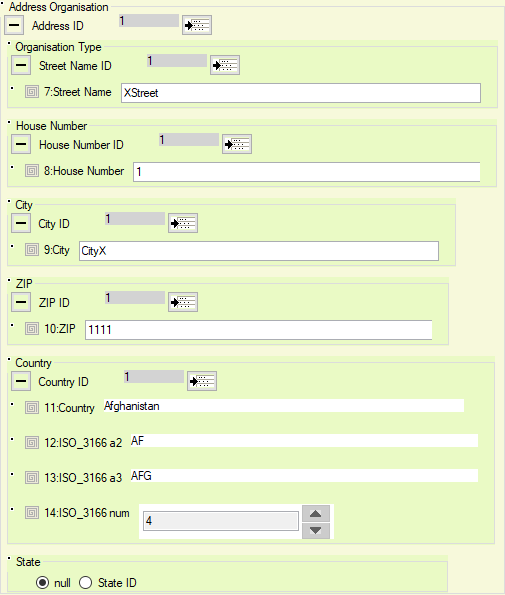 Address Organisation
Address ID 1
Organisation Type
Street Name ID 1
7:Street Name XStreet
House Number
House Number ID 1
8:House Number 1
City
City ID 1
9:City CityX
ZIP
ZIP ID 1
10:ZIP 1111
Country
Country ID 1
11:Country Afghanistan
12:ISO_3166 a2 AF
13:ISO_3166 a3 AFG
14:ISO_3166 num 4
State
null State ID